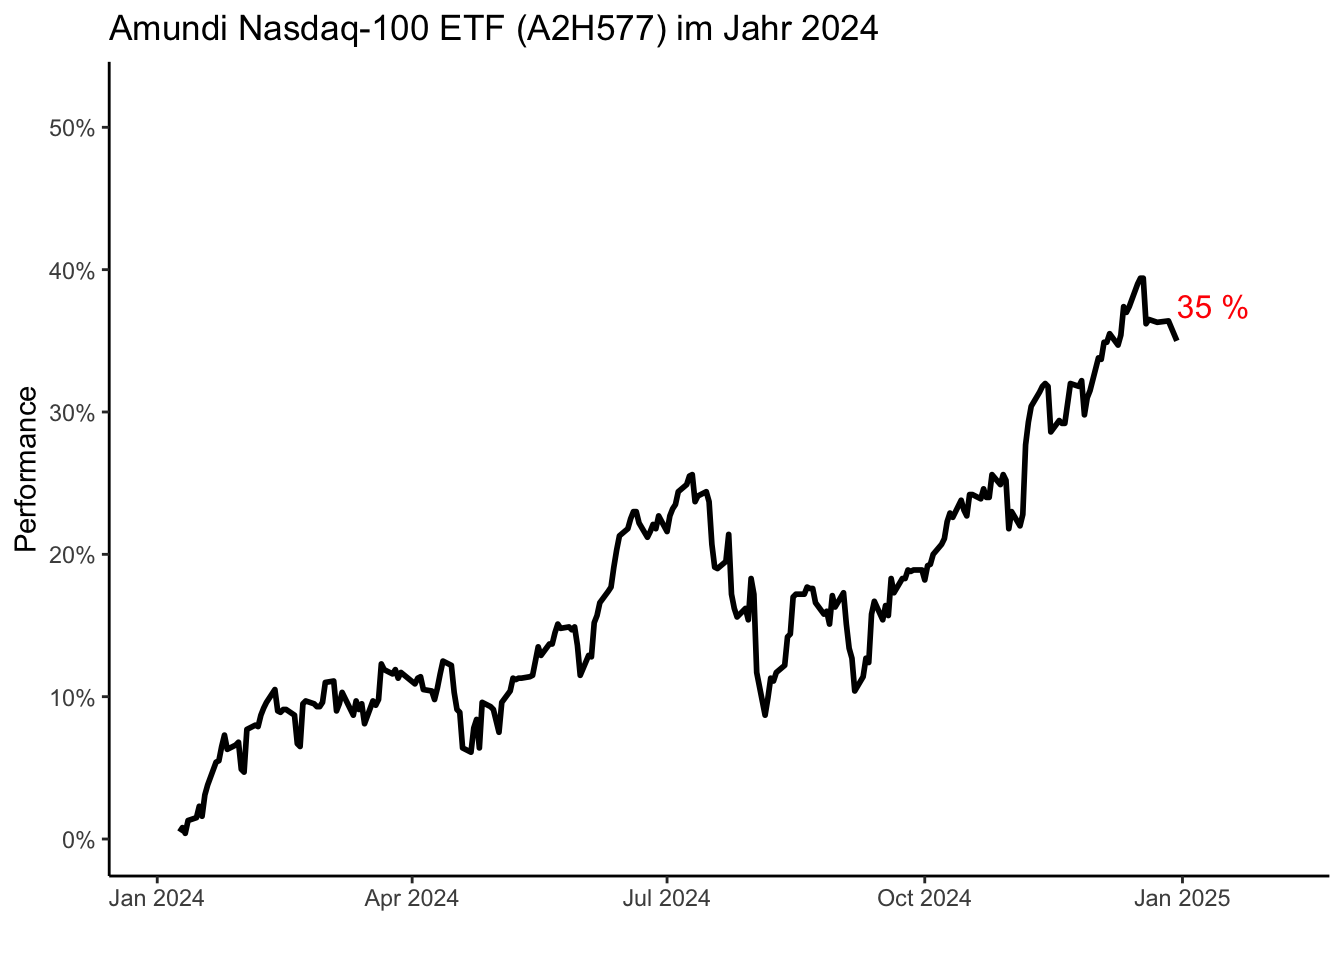 Amundi Nasdaq-100 ETF (A2H577) im Jahr 2024
Performance
50%
40%
30%
20%
10%
0%
35 %
Jan 2024
Apr 2024
Jul 2024
Oct 2024
Jan 2025